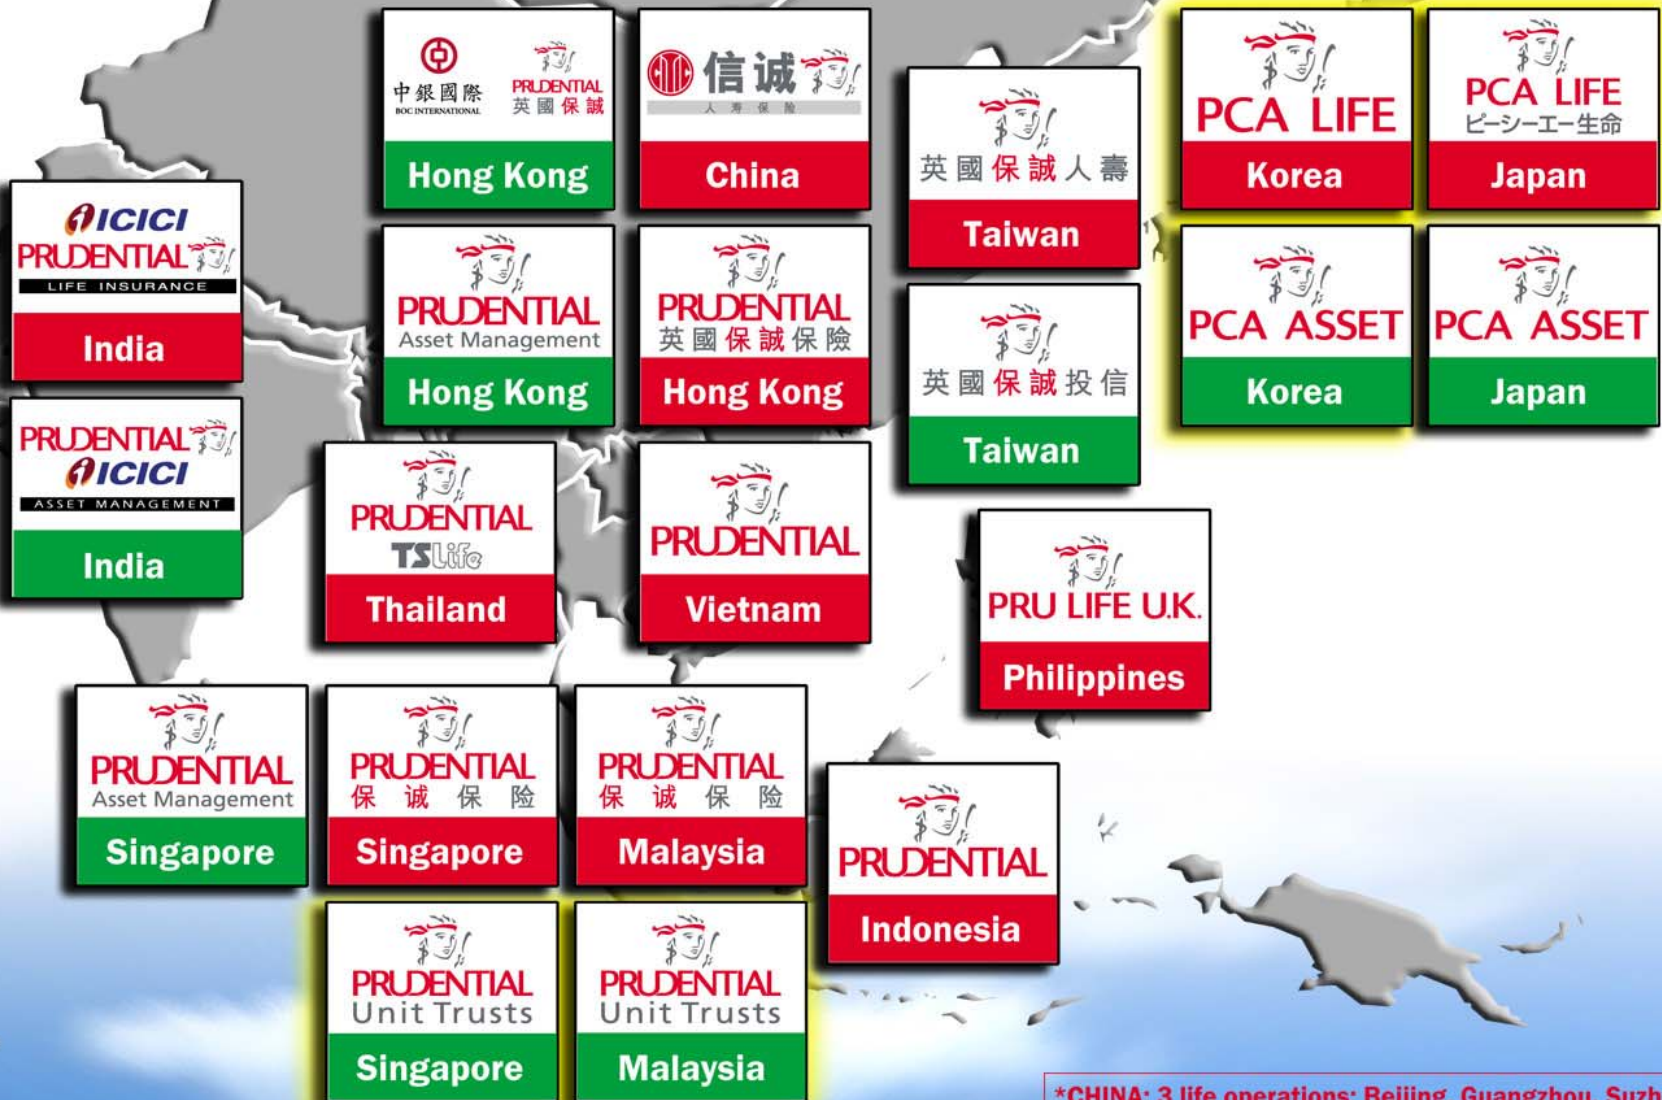 中銀國際
BOC INTERNATIONAL
PRUDENTIAL
英國保誠
Hong Kong
CITIC
信诚
人寿保险
China
英國保誠人壽
Taiwan
PCA LIFE
Korea
PCA LIFE
ピーシーエー生命
Japan
ICICI
PRUDENTIAL
LIFE INSURANCE
India
PRUDENTIAL
Asset Management
Hong Kong
PRUDENTIAL
英國保誠保險
Hong Kong
英國保誠投信
Taiwan
PCA ASSET
Korea
PCA ASSET
Japan
PRUDENTIAL
ICICI
ASSET MANAGEMENT
India
PRUDENTIAL
TSLife
Thailand
PRUDENTIAL
Vietnam
PRU LIFE U.K.
Philippines
PRUDENTIAL
Asset Management
Singapore
PRUDENTIAL
保诚保险
Singapore
PRUDENTIAL
保诚保险
Malaysia
PRUDENTIAL
Indonesia
PRUDENTIAL
Unit Trusts
Singapore
PRUDENTIAL
Unit Trusts
Malaysia
*CHINA: 3 life operations: Beijing, Guangzhou, Suzh